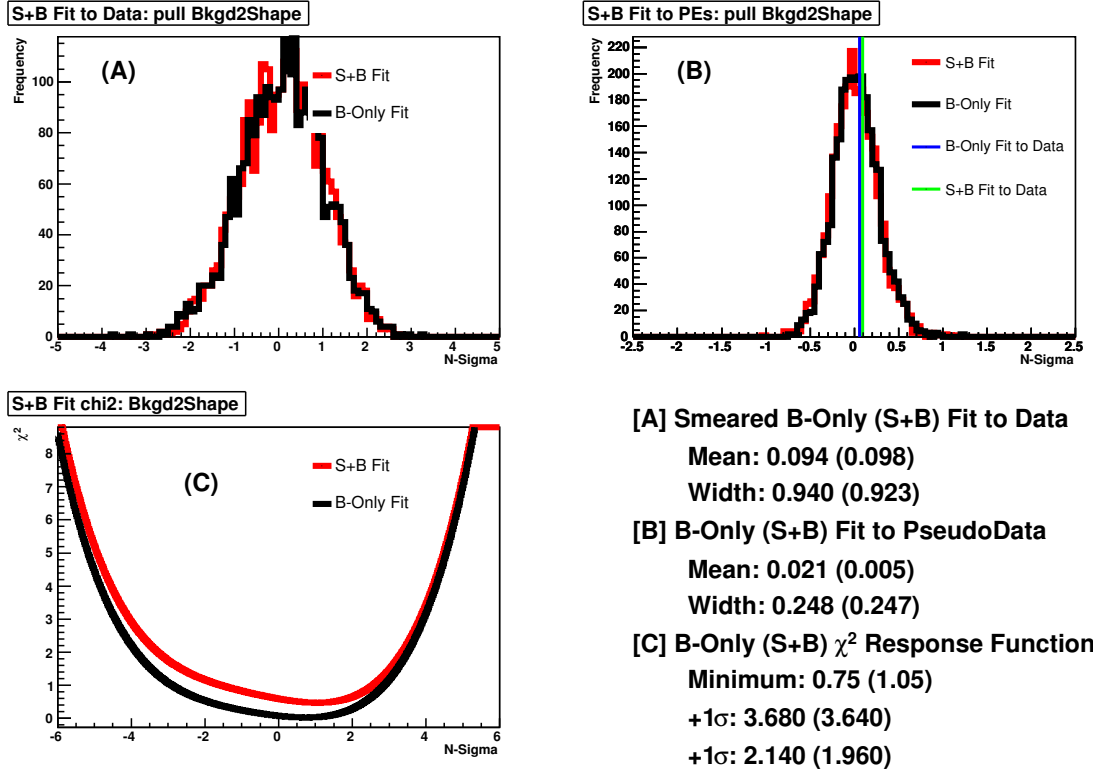 S+B Fit to Data: pull Bkgd2Shape
Frequency
100
80
60
40
20
0
(A)
S+B Fit
B-Only Fit
-5 -4 -3 -2 -1 0 1 2 3 4 5
N-Sigma
S+B Fit to PEs: pull Bkgd2Shape
Frequency
220
200
180
160
140
120
100
80
60
40
20
0
(B)
S+B Fit
B-Only Fit
B-Only Fit to Data
S+B Fit to Data
-2.5 -2 -1.5 -1 -0.5 0 0.5 1 1.5 2 2.5
N-Sigma
S+B Fit chi2: Bkgd2Shape
χ²
8
7
6
5
4
3
2
1
0
(C)
S+B Fit
B-Only Fit
-6 -4 -2 0 2 4 6
N-Sigma
[A] Smeared B-Only (S+B) Fit to Data
Mean: 0.094 (0.098)
Width: 0.940 (0.923)
[B] B-Only (S+B) Fit to PseudoData
Mean: 0.021 (0.005)
Width: 0.248 (0.247)
[C] B-Only (S+B) χ² Response Function
Minimum: 0.75 (1.05)
+1σ: 3.680 (3.640)
+1σ: 2.140 (1.960)